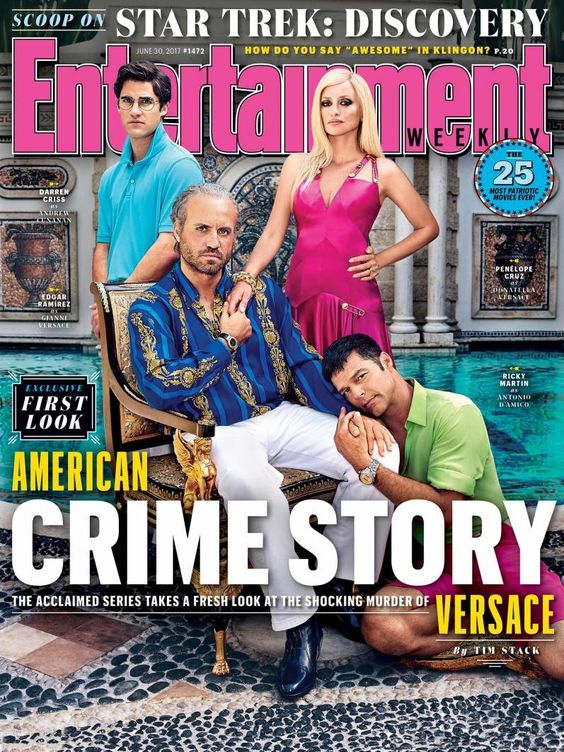 SCOOP ON STAR TREK: DISCOVERY
JUNE 30, 2017 #1472
HOW DO YOU SAY "AWESOME" IN KLINGON? P.20
Entertainment
WEEKLY
THE
25
MOST PATRIOTIC
MOVIES EVER!
DARREN
CRISS
as
ANDREW
CUNANAN
EDGAR
RAMÍREZ
as
GIANNI
VERSACE
PENÉLOPE
CRUZ
as
DONATELLA
VERSACE
RICKY
MARTIN
as
ANTONIO
D'AMICO
EXCLUSIVE
FIRST
LOOK
AMERICAN
CRIME STORY
THE ACCLAIMED SERIES TAKES A FRESH LOOK AT THE SHOCKING MURDER OF VERSACE
By TIM STACK